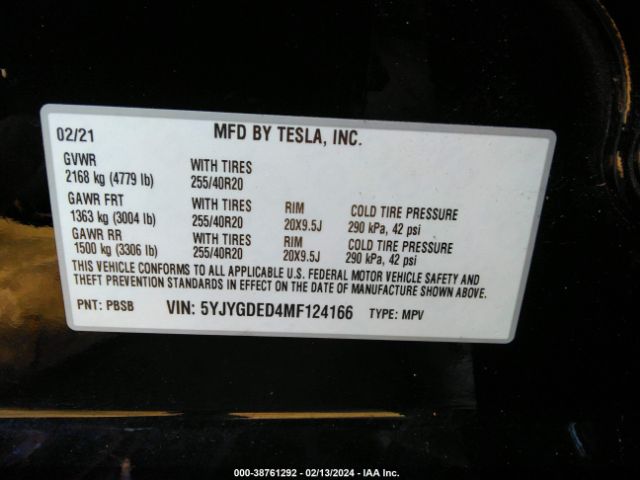 02/21 MFD BY TESLA, INC.
GVWR WITH TIRES
2168 kg (4779 lb) 255/40R20
GAWR FRT WITH TIRES RIM COLD TIRE PRESSURE
1363 kg (3004 lb) 255/40R20 20X9.5J 290 kPa, 42 psi
GAWR RR WITH TIRES RIM COLD TIRE PRESSURE
1500 kg (3306 lb) 255/40R20 20X9.5J 290 kPa, 42 psi
THIS VEHICLE CONFORMS TO ALL APPLICABLE U.S. FEDERAL MOTOR VEHICLE SAFETY AND
THEFT PREVENTION STANDARDS IN EFFECT ON THE DATE OF MANUFACTURE SHOWN ABOVE.
PNT: PBSB VIN: 5YJYGDED4MF124166 TYPE: MPV
000-38761292 - 02/13/2024 - IAA Inc.